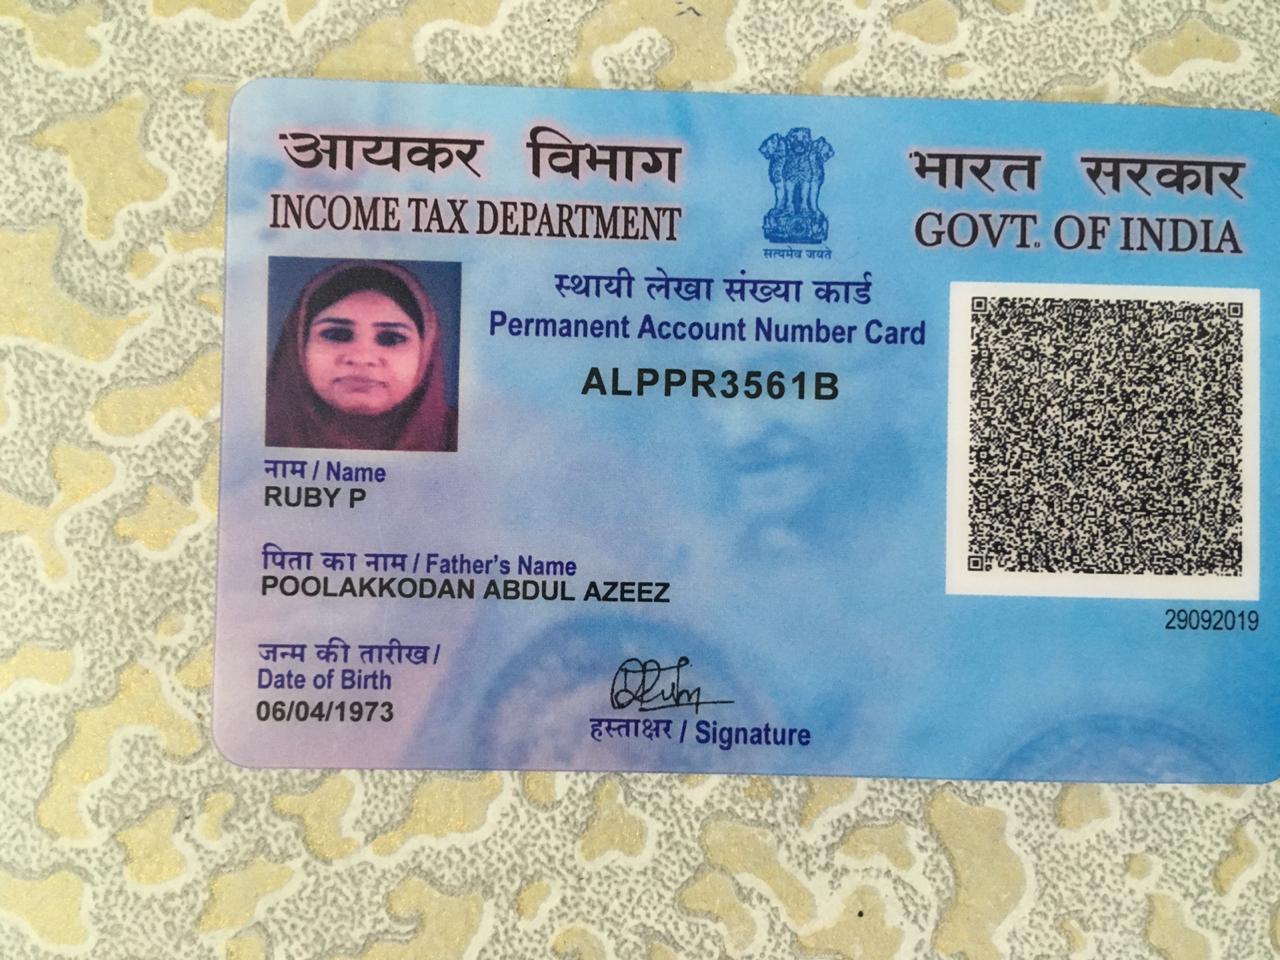 आयकर विभाग
INCOME TAX DEPARTMENT
सत्यमेव जयते
भारत सरकार
GOVT. OF INDIA
स्थायी लेखा संख्या कार्ड
Permanent Account Number Card
ALPPR3561B
नाम / Name
RUBY P
पिता का नाम / Father's Name
POOLAKKODAN ABDUL AZEEZ
29092019
जन्म की तारीख /
Date of Birth
06/04/1973
हस्ताक्षर / Signature